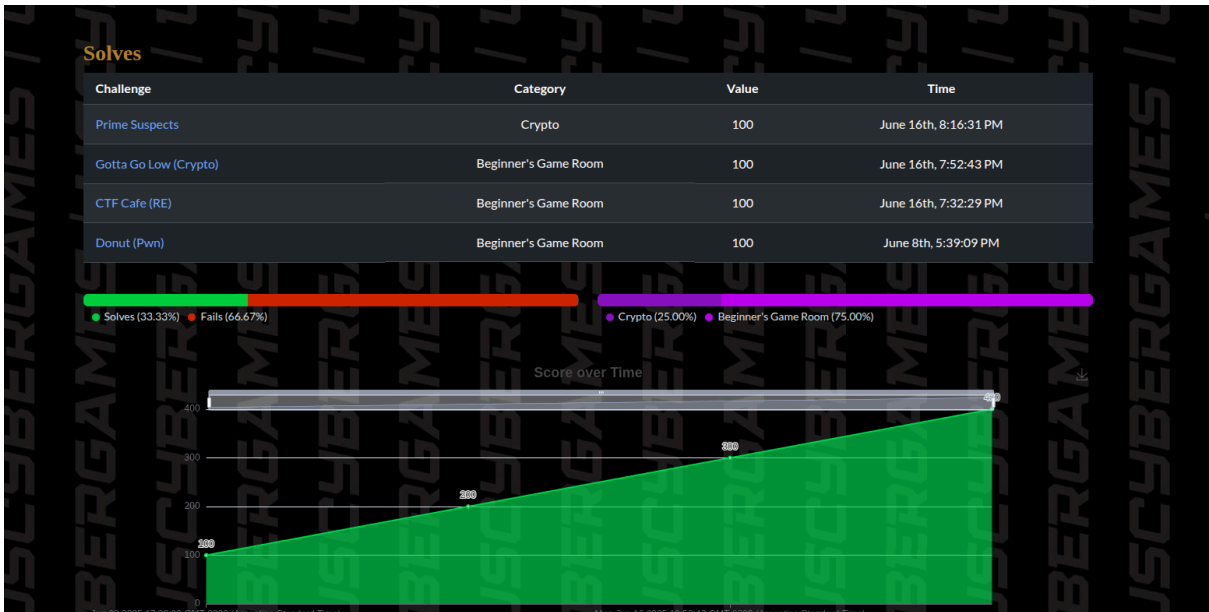 Solves
Challenge Category Value Time
Prime Suspects Crypto 100 June 16th, 8:16:31 PM
Gotta Go Low (Crypto) Beginner's Game Room 100 June 16th, 7:52:43 PM
CTF Cafe (RE) Beginner's Game Room 100 June 16th, 7:32:29 PM
Donut (Pwn) Beginner's Game Room 100 June 8th, 5:39:09 PM
Solves (33.33%) Fails (66.67%) Crypto (25.00%) Beginner's Game Room (75.00%)
Score over Time
400
400
300
300
200
200
100
100
0